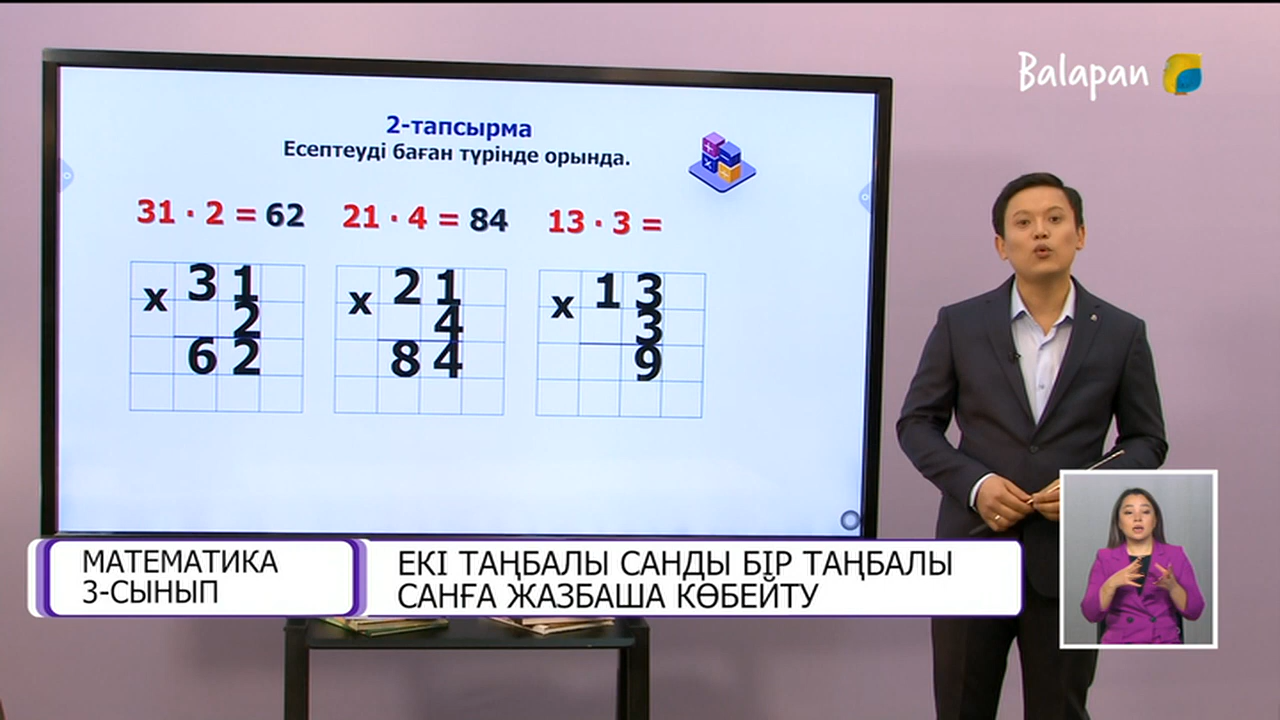 Balapan
2-тапсырма
Есептеуді баған түрінде орында.
31 · 2 = 62 21 · 4 = 84 13 · 3 =
x 31 x 21 x 13
2 4 3
62 84 9
МАТЕМАТИКА
3-СЫНЫП
ЕКІ ТАҢБАЛЫ САНДЫ БІР ТАҢБАЛЫ
САНҒА ЖАЗБАША КӨБЕЙТУ